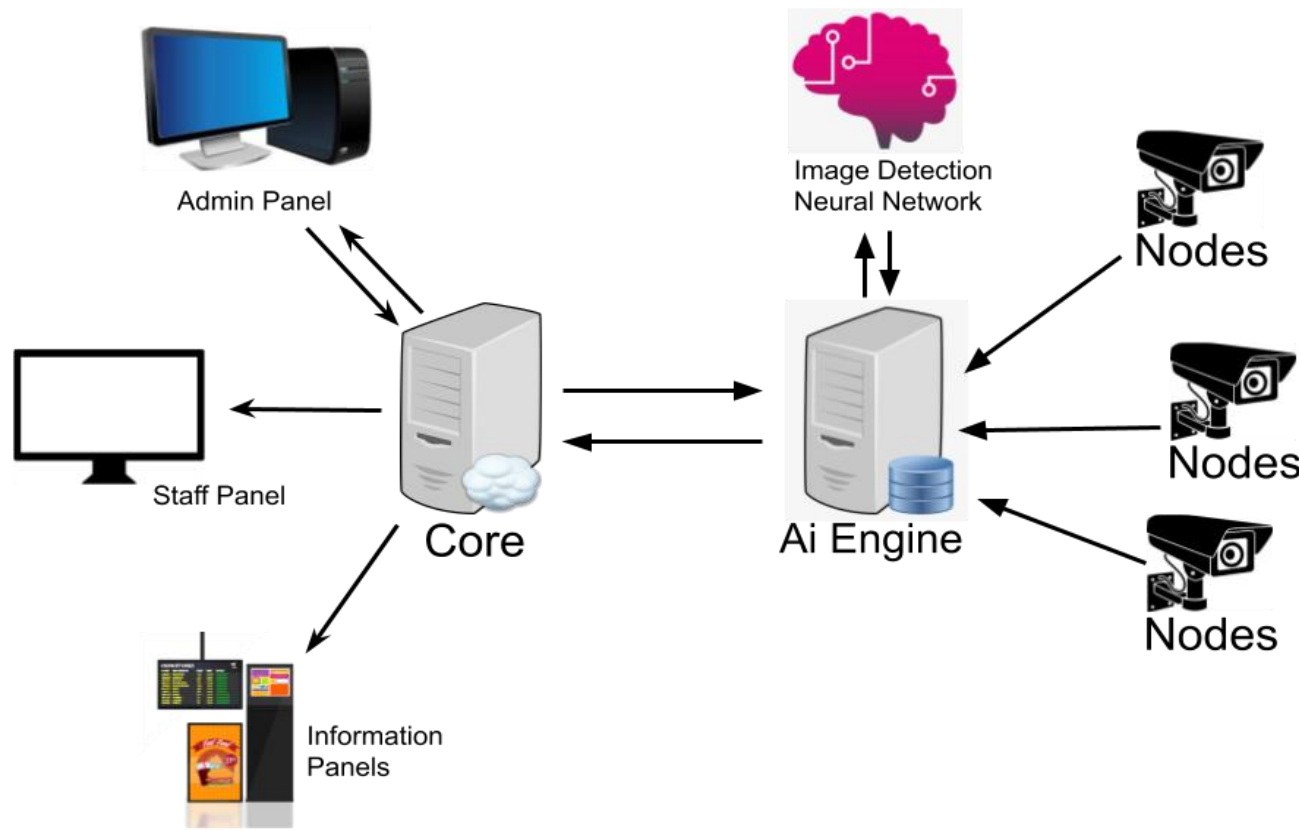 Admin Panel
Image Detection
Neural Network
Nodes
Staff Panel
Core
Ai Engine
Nodes
Nodes
Information
Panels